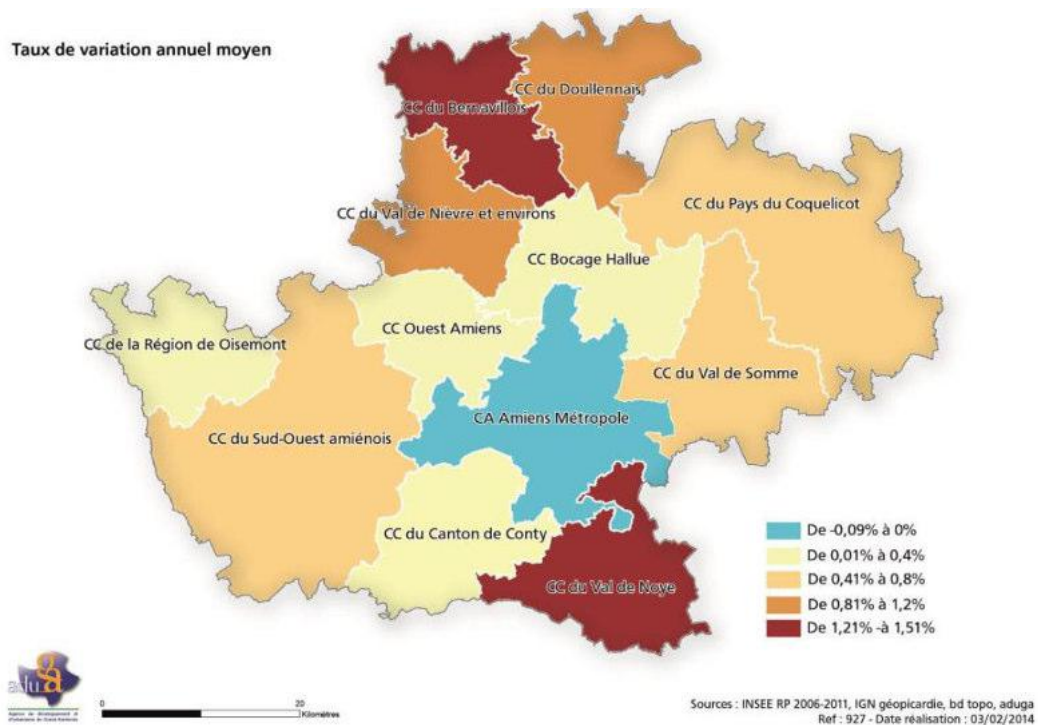 Taux de variation annuel moyen
CC du Doullennais
CC du Bernavillois
CC du Pays du Coquelicot
CC du Val de Nièvre et environs
CC Bocage Hallue
CC Ouest Amiens
CC de la Région de Oisemont
CC du Val de Somme
CA Amiens Métropole
CC du Sud-Ouest amiénois
CC du Canton de Conty
CC du Val de Noye
De -0,09% à 0%
De 0,01% à 0,4%
De 0,41% à 0,8%
De 0,81% à 1,2%
De 1,21% -à 1,51%
aduga
0 20
Kilomètres
Sources : INSEE RP 2006-2011, IGN géopicardie, bd topo, aduga
Ref : 927 - Date réalisation : 03/02/2014